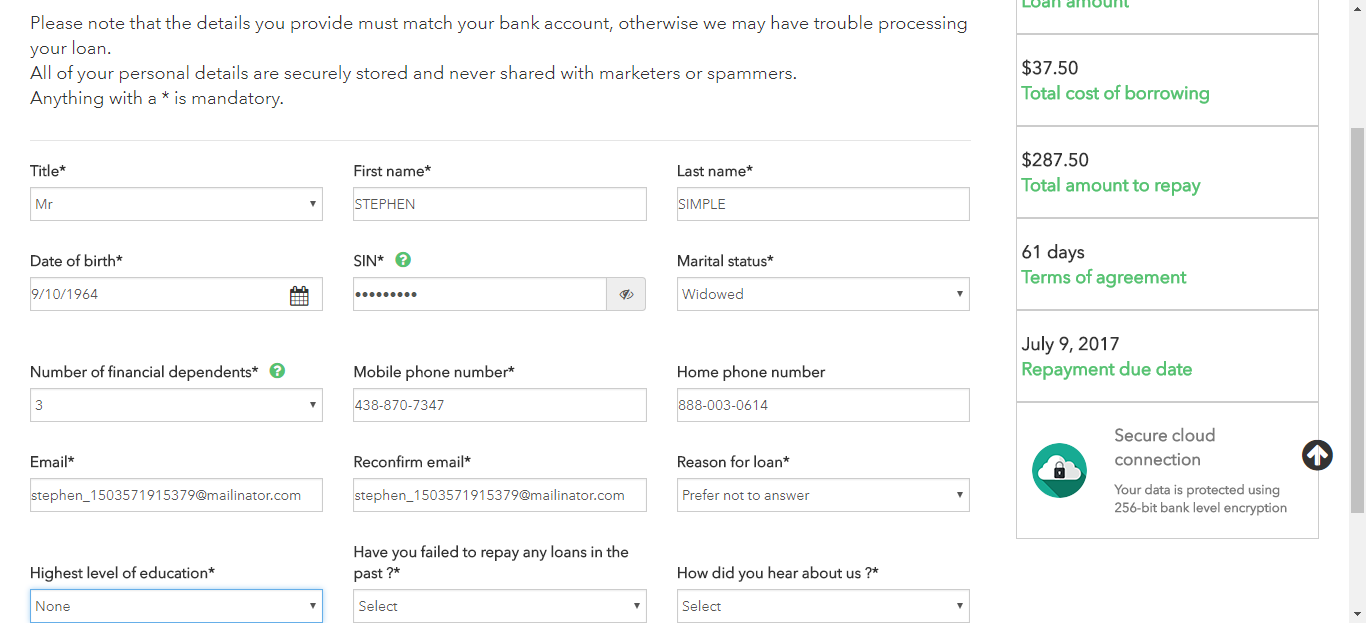 Please note that the details you provide must match your bank account, otherwise we may have trouble processing
your loan.
All of your personal details are securely stored and never shared with marketers or spammers.
Anything with a * is mandatory.
Title*
First name*
Last name*
Mr
STEPHEN
SIMPLE
Date of birth*
SIN* ?
Marital status*
9/10/1964
•••••••••
Widowed
Number of financial dependents* ?
Mobile phone number*
Home phone number
3
438-870-7347
888-003-0614
Email*
Reconfirm email*
Reason for loan*
stephen_1503571915379@mailinator.com
stephen_1503571915379@mailinator.com
Prefer not to answer
Highest level of education*
Have you failed to repay any loans in the
past ?*
How did you hear about us ?*
None
Select
Select
Loan amount
$37.50
Total cost of borrowing
$287.50
Total amount to repay
61 days
Terms of agreement
July 9, 2017
Repayment due date
Secure cloud
connection
Your data is protected using
256-bit bank level encryption